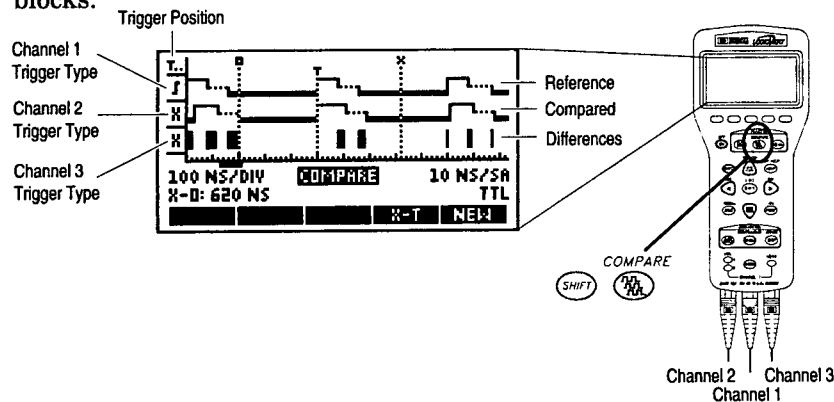 blocks.
Trigger Position
Channel 1
Trigger Type
Channel 2
Trigger Type
Channel 3
Trigger Type
T..
T
X
X
X
Reference
Compared
Differences
100 NS/DIV COMPARE 10 NS/SA
X-O: 620 NS TTL
X-T NEW
COMPARE
SHIFT
Channel 2 Channel 3
Channel 1